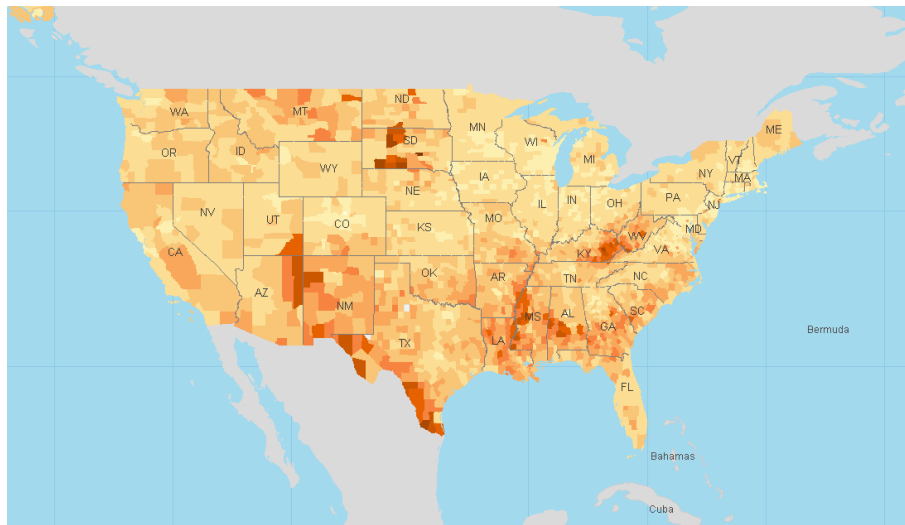 WA
MT
ND
MN
ME
OR
ID
SD
WI
MI
VT
NY
MA
WY
IA
NE
PA
NJ
NV
UT
CO
IL
IN
OH
MD
KS
MO
WV
VA
CA
KY
AZ
NM
OK
AR
TN
NC
MS
AL
GA
SC
TX
LA
FL
Bermuda
Bahamas
Cuba